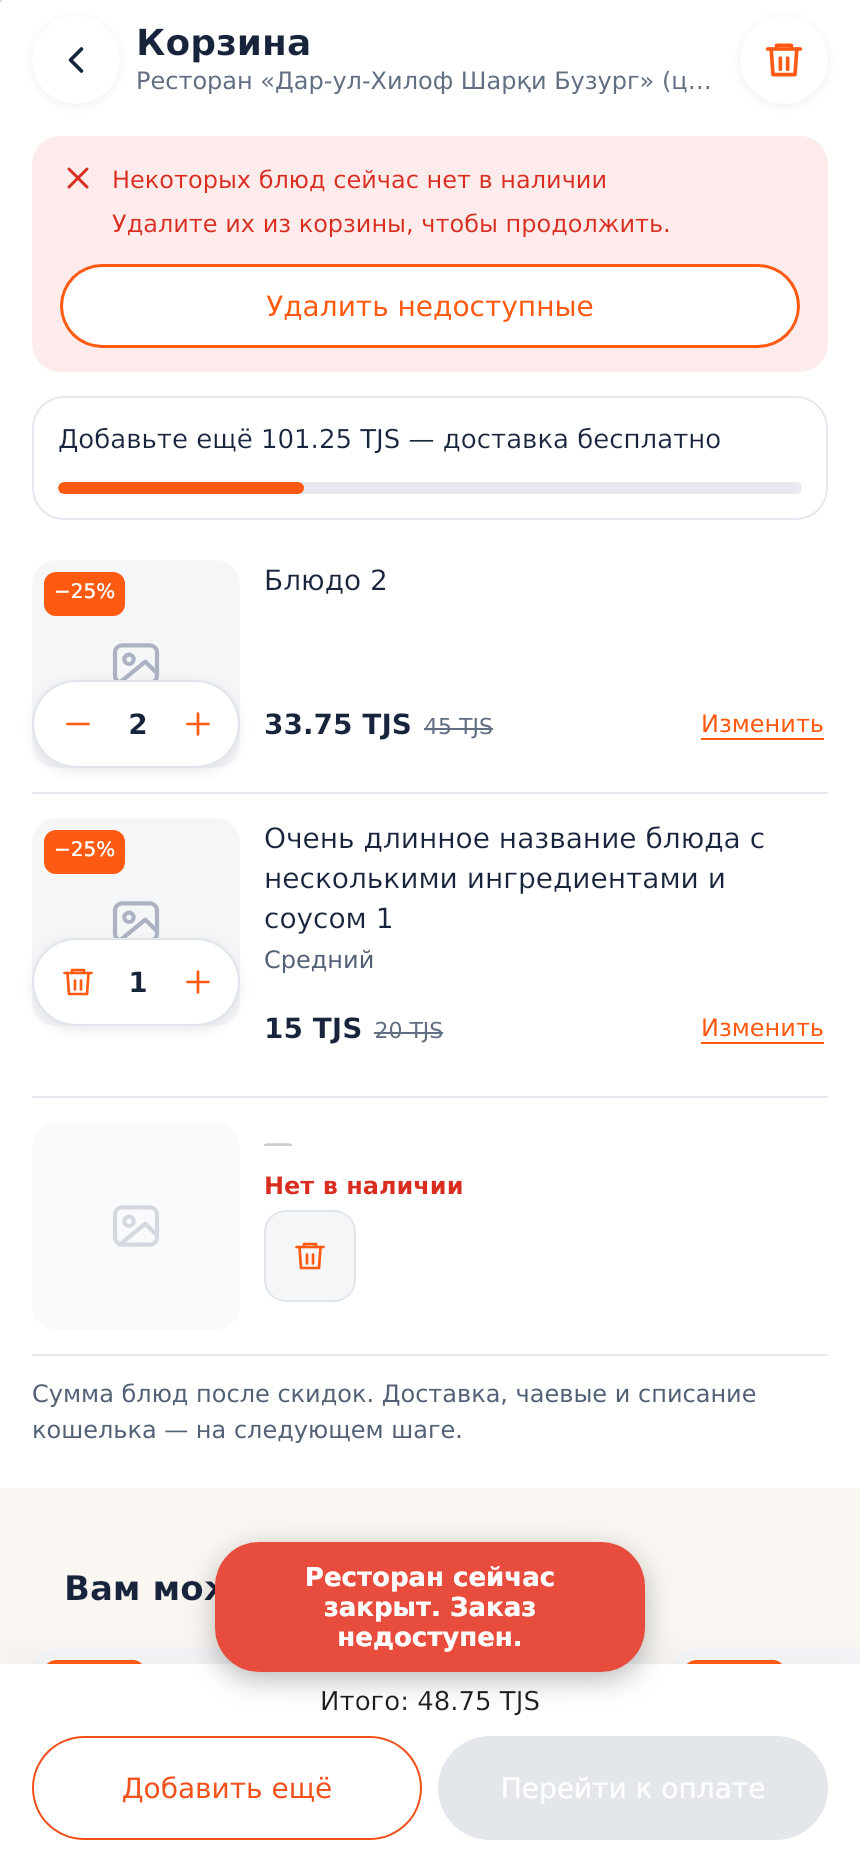 Корзина
Ресторан «Дар-ул-Хилоф Шарқи Бузург» (ц...
Некоторых блюд сейчас нет в наличии
Удалите их из корзины, чтобы продолжить.
Удалить недоступные
Добавьте ещё 101.25 TJS — доставка бесплатно
−25%
Блюдо 2
2
33.75 TJS 45 TJS
Изменить
−25%
Очень длинное название блюда с
несколькими ингредиентами и
соусом 1
Средний
1
15 TJS 20 TJS
Изменить
—
Нет в наличии
Сумма блюд после скидок. Доставка, чаевые и списание
кошелька — на следующем шаге.
Вам мо
Ресторан сейчас
закрыт. Заказ
недоступен.
Итого: 48.75 TJS
Добавить ещё
Перейти к оплате